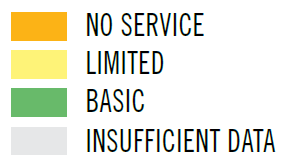 NO SERVICE
LIMITED
BASIC
INSUFFICIENT DATA